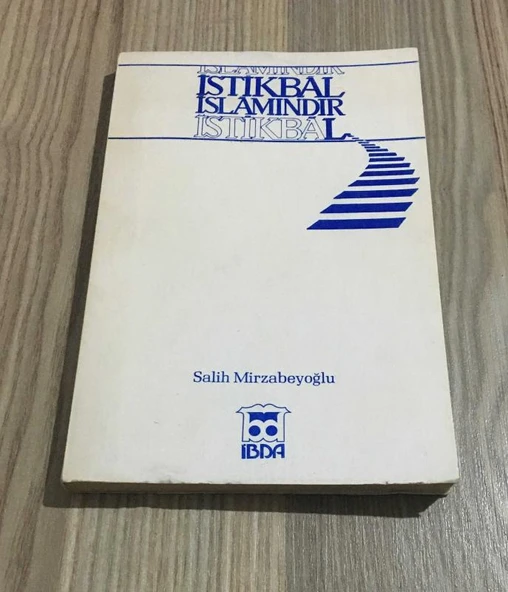 İSLAMINDIR
İSTİKBAL
İSLAMINDIR
İSTİKBAL
Salih Mirzabeyoğlu
İBDA